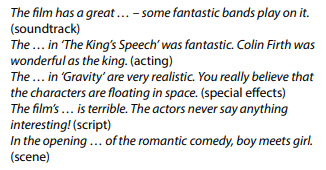 The film has a great … – some fantastic bands play on it.
(soundtrack)
The … in ‘The King’s Speech’ was fantastic. Colin Firth was
wonderful as the king. (acting)
The … in ‘Gravity’ are very realistic. You really believe that
the characters are floating in space. (special effects)
The film’s … is terrible. The actors never say anything
interesting! (script)
In the opening … of the romantic comedy, boy meets girl.
(scene)